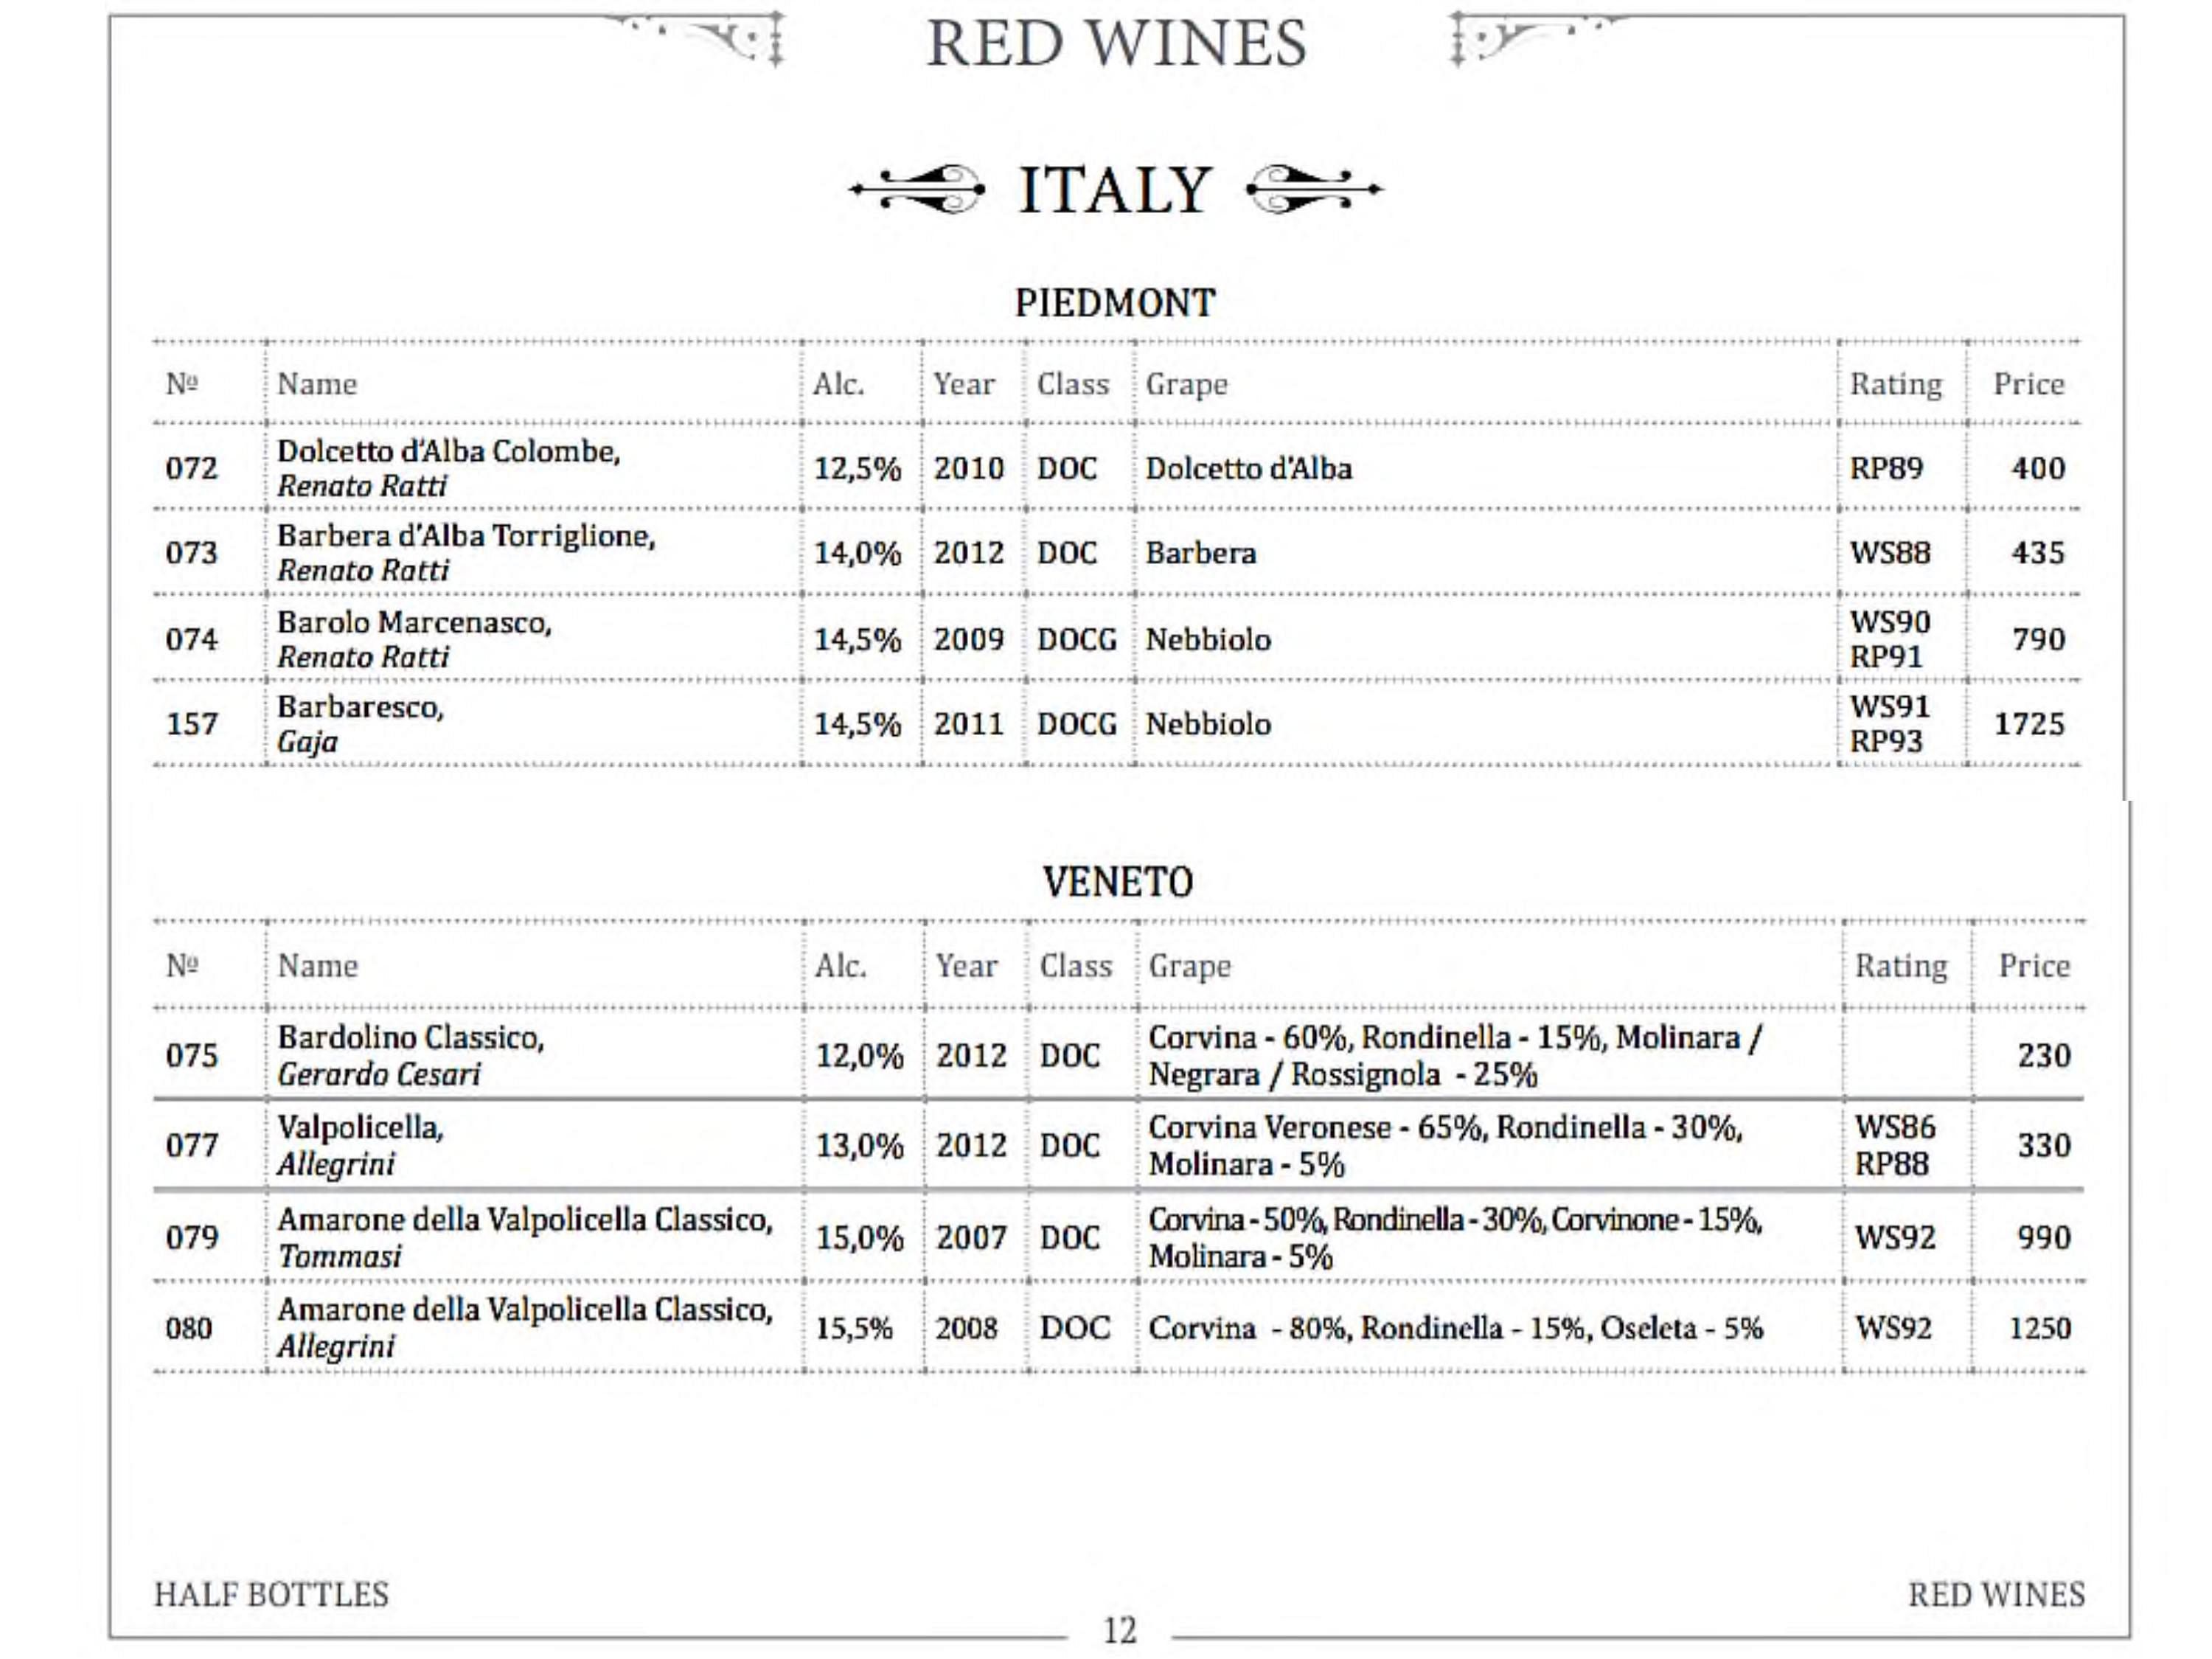 RED WINES
ITALY
PIEDMONT
Nº Name Alc. Year Class Grape Rating Price
072 Dolcetto d'Alba Colombe, 12,5% 2010 DOC Dolcetto d'Alba RP89 400
Renato Ratti
073 Barbera d'Alba Torriglione, 14,0% 2012 DOC Barbera WS88 435
Renato Ratti
074 Barolo Marcenasco, 14,5% 2009 DOCG Nebbiolo WS90 790
Renato Ratti RP91
157 Barbaresco, 14,5% 2011 DOCG Nebbiolo WS91 1725
Gaja RP93
VENETO
Nº Name Alc. Year Class Grape Rating Price
075 Bardolino Classico, 12,0% 2012 DOC Corvina - 60%, Rondinella - 15%, Molinara / 230
Gerardo Cesari Negrara / Rossignola - 25%
077 Valpolicella, 13,0% 2012 DOC Corvina Veronese - 65%, Rondinella - 30%, WS86 330
Allegrini Molinara - 5% RP88
079 Amarone della Valpolicella Classico, 15,0% 2007 DOC Corvina - 50%, Rondinella - 30%, Corvinone - 15%, WS92 990
Tommasi Molinara - 5%
080 Amarone della Valpolicella Classico, 15,5% 2008 DOC Corvina - 80%, Rondinella - 15%, Oseleta - 5% WS92 1250
Allegrini
HALF BOTTLES RED WINES
12